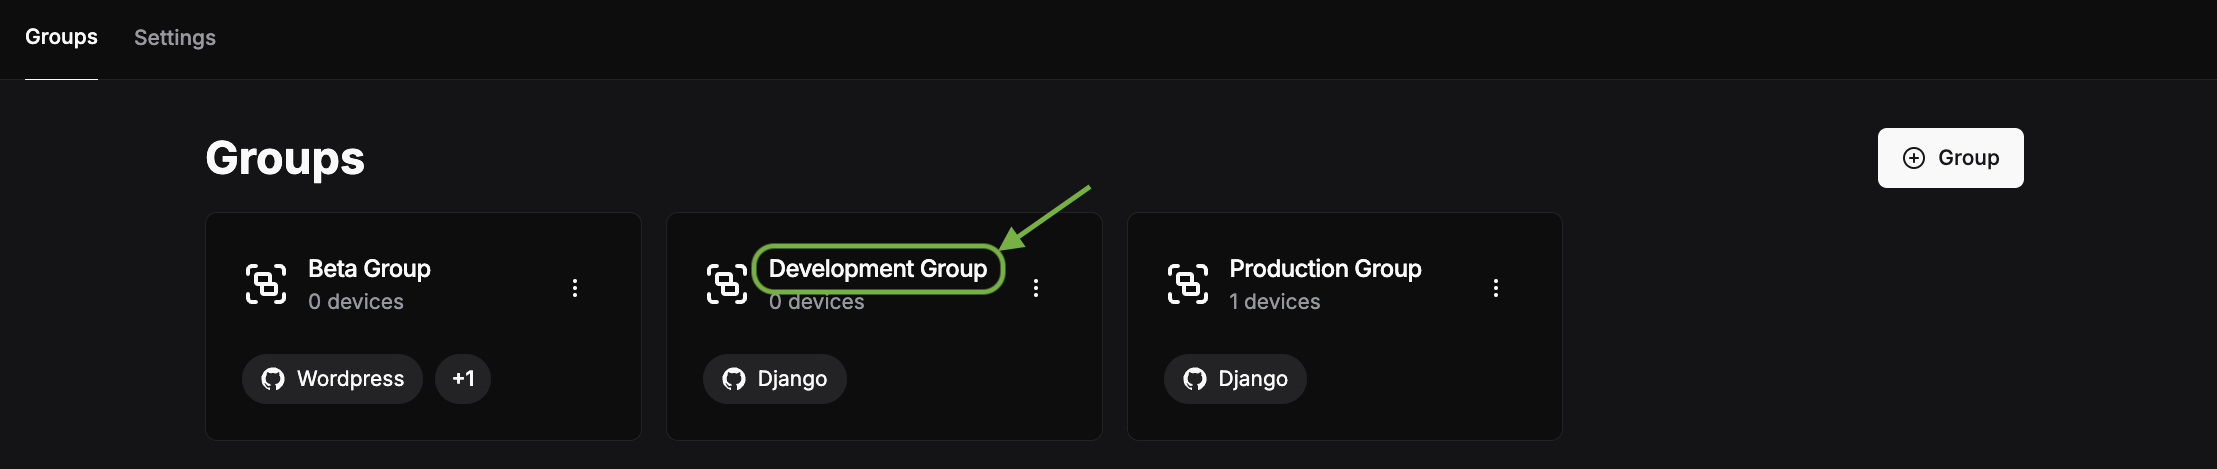 Groups Settings
Groups
Group
Beta Group
0 devices
Wordpress +1
Development Group
0 devices
Django
Production Group
1 devices
Django